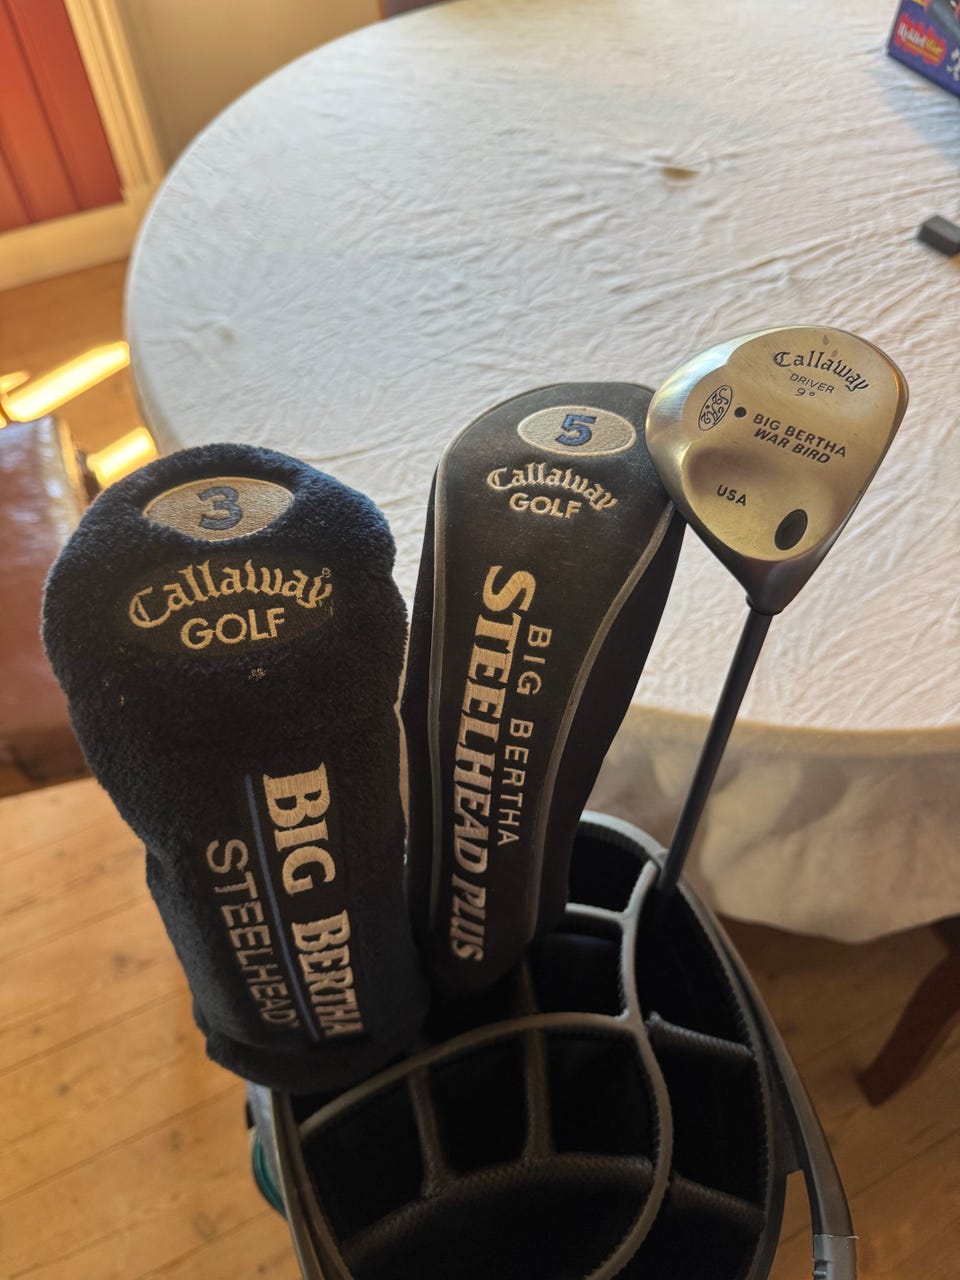 3
Callaway®
GOLF
BIG BERTHA
STEELHEAD
5
Callaway
GOLF
BIG BERTHA
STEELHEAD PLUS
Callaway
DRIVER
9°
BIG BERTHA
WAR BIRD
USA